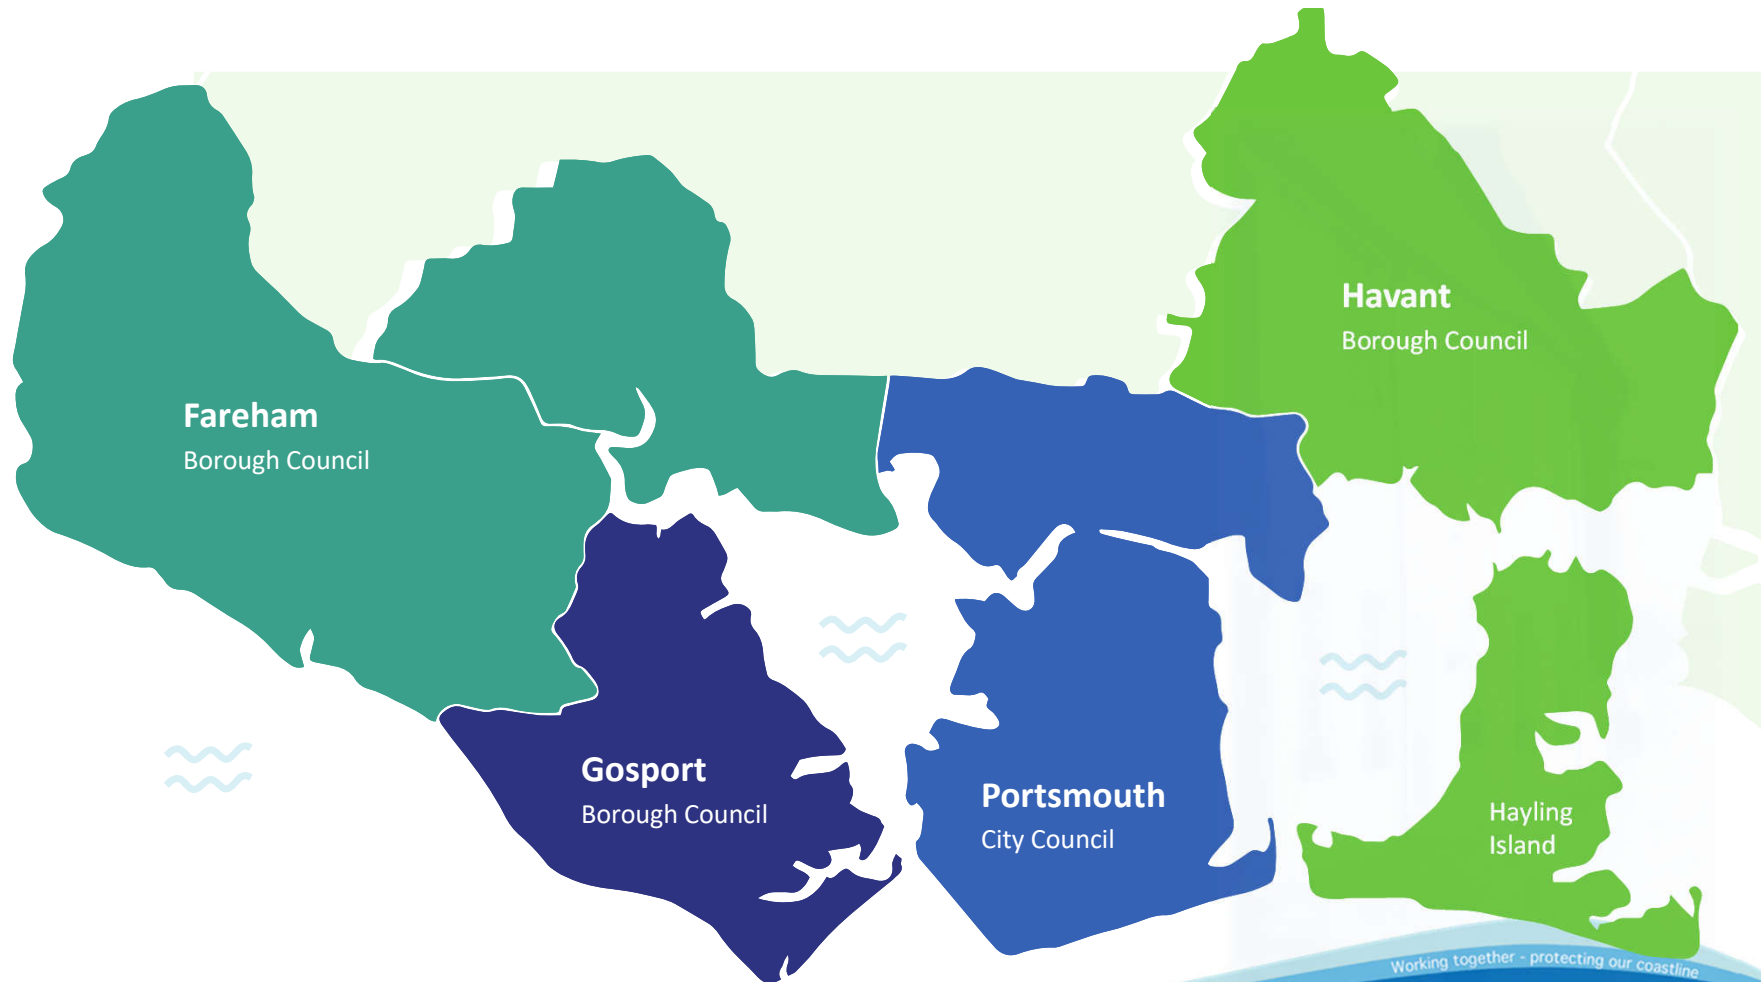 Havant
Borough Council
Fareham
Borough Council
Gosport
Borough Council
Portsmouth
City Council
Hayling
Island
Working together - protecting our coastline